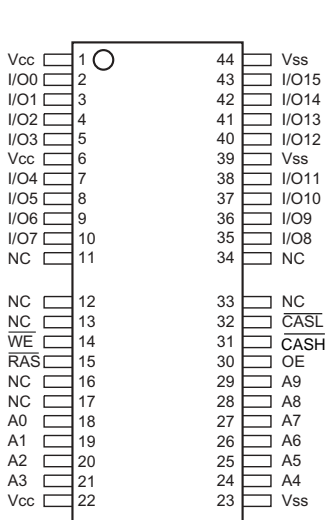 Vcc 1 44 Vss
I/O0 2 43 I/O15
I/O1 3 42 I/O14
I/O2 4 41 I/O13
I/O3 5 40 I/O12
Vcc 6 39 Vss
I/O4 7 38 I/O11
I/O5 8 37 I/O10
I/O6 9 36 I/O9
I/O7 10 35 I/O8
NC 11 34 NC
NC 12 33 NC
NC 13 32 CASL
WE 14 31 CASH
RAS 15 30 OE
NC 16 29 A9
NC 17 28 A8
A0 18 27 A7
A1 19 26 A6
A2 20 25 A5
A3 21 24 A4
Vcc 22 23 Vss